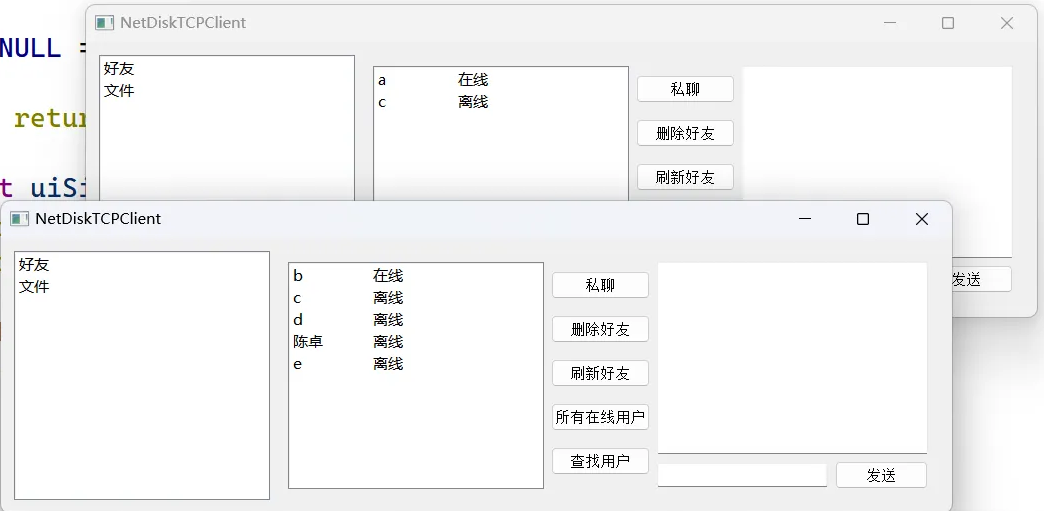 NULL =
retur
t uiSi
NetDiskTCPClient
好友
文件
a 在线
c 离线
私聊
删除好友
刷新好友
发送
NetDiskTCPClient
好友
文件
b 在线
c 离线
d 离线
陈卓 离线
e 离线
私聊
删除好友
刷新好友
所有在线用户
查找用户
发送